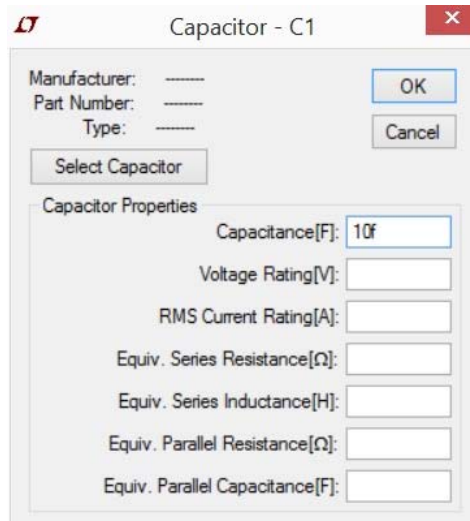 Capacitor - C1
Manufacturer: --------
Part Number: --------
Type: --------
OK
Cancel
Select Capacitor
Capacitor Properties
Capacitance[F]: 10f
Voltage Rating[V]:
RMS Current Rating[A]:
Equiv. Series Resistance[Ω]:
Equiv. Series Inductance[H]:
Equiv. Parallel Resistance[Ω]:
Equiv. Parallel Capacitance[F]: